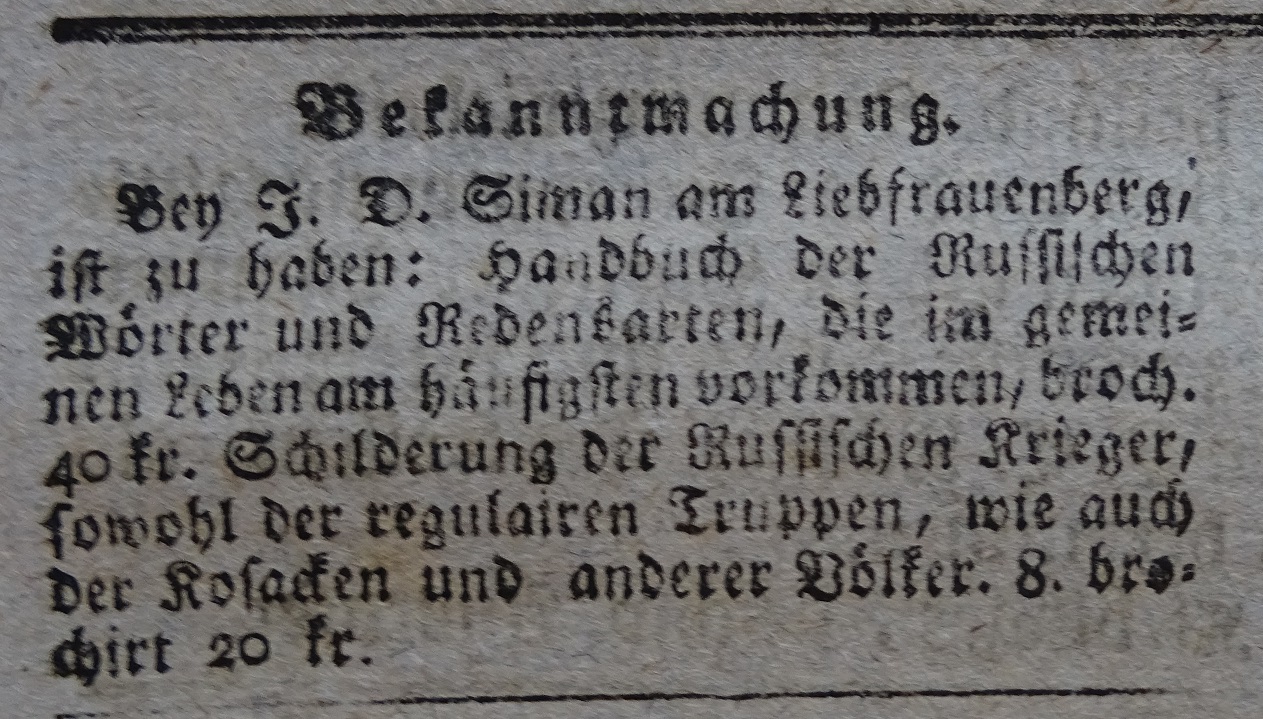 Bekanntmachung.
Bey J. D. Siman am Liebfrauenberg,
ist zu haben: Handbuch der Russischen
Wörter und Redensarten, die im gemei-
nen Leben am häufigsten vorkommen, broch.
40 kr. Schilderung der Russischen Krieger,
sowohl der regulairen Truppen, wie auch
der Kosacken und anderer Völker. 8. bro-
chirt 20 kr.